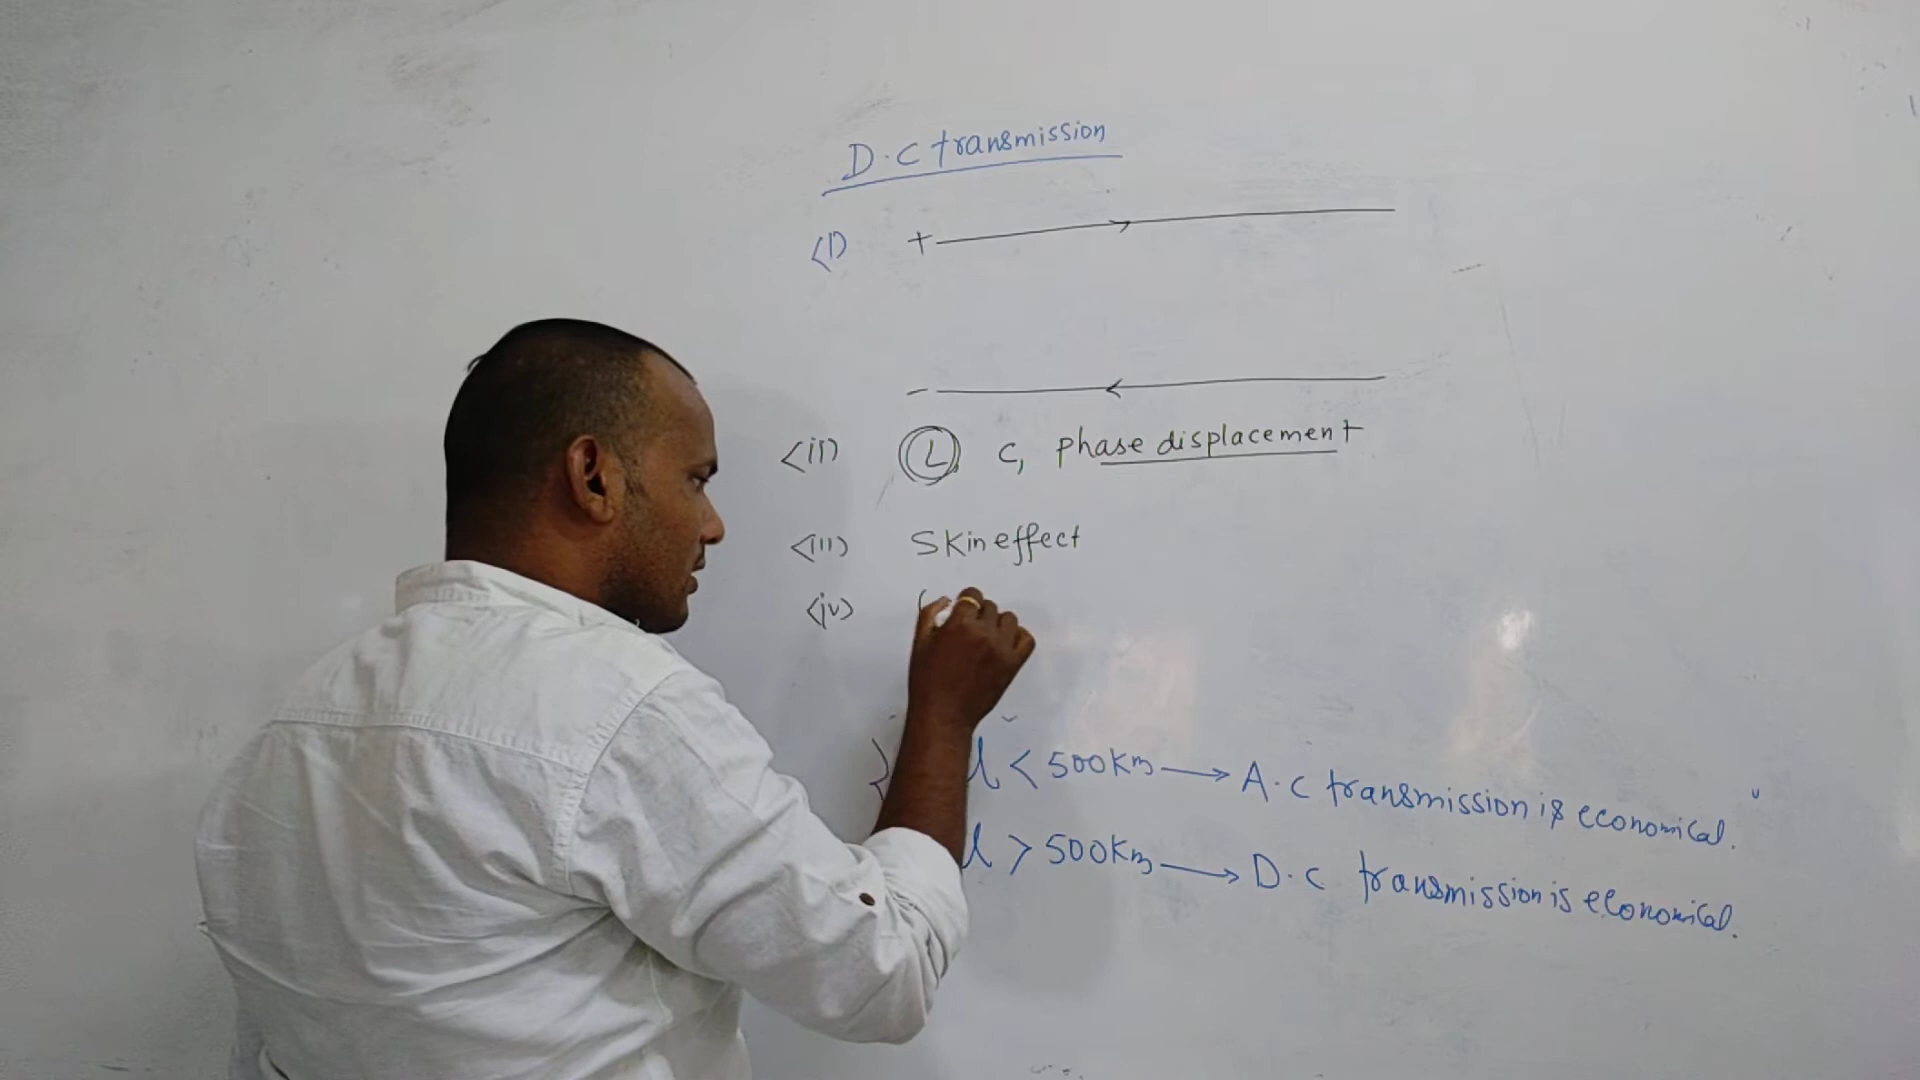 D.C transmission
<i> +
-
<ii> L, C, phase displacement
<iii> Skin effect
<iv>
l < 500Km → A.C transmission is economical.
l > 500Km → D.C transmission is economical.